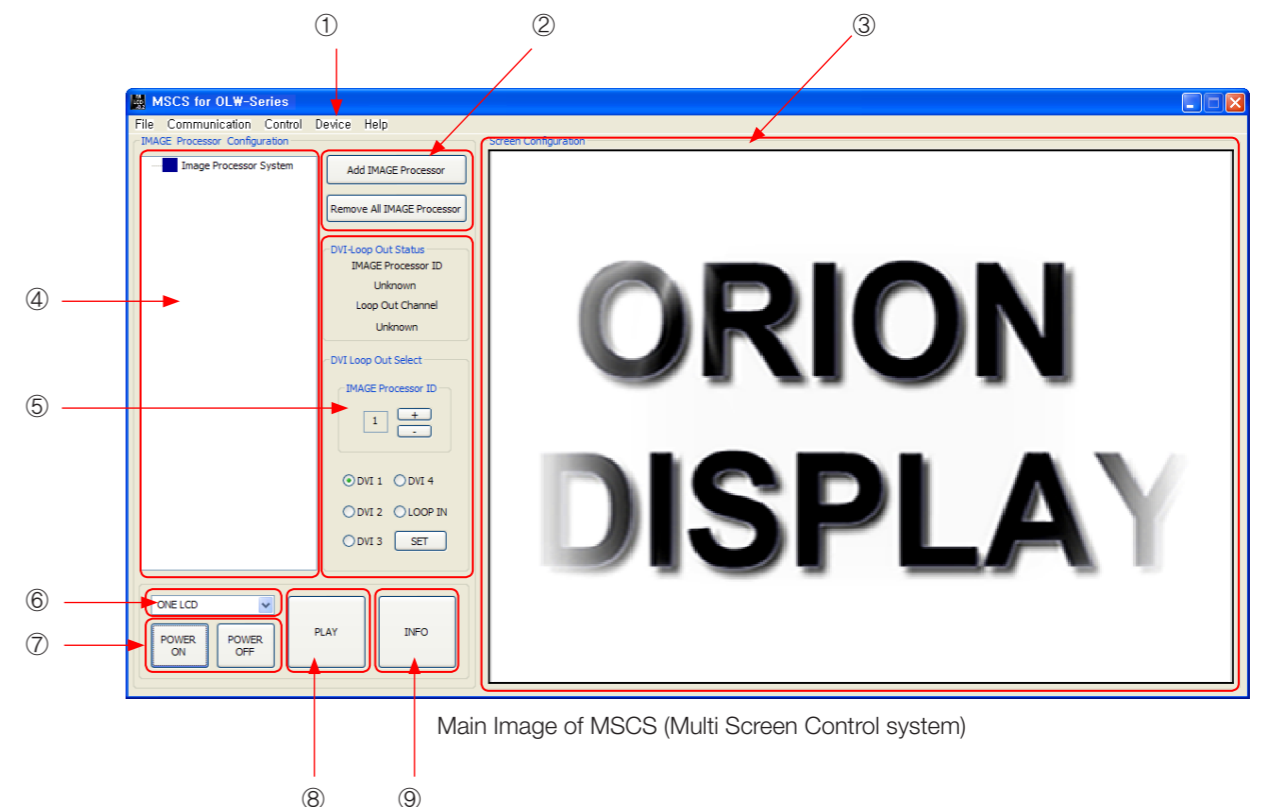 ① ② ③
MSCS for OLW-Series
File Communication Control Device Help
IMAGE Processor Configuration
Image Processor System
Add IMAGE Processor
Remove All IMAGE Processor
DVI-Loop Out Status
IMAGE Processor ID
Unknown
Loop Out Channel
Unknown
DVI Loop Out Select
IMAGE Processor ID
1 + -
DVI 1 DVI 4
DVI 2 LOOP IN
DVI 3 SET
④
⑤
⑥
ONE LCD
⑦
POWER ON
POWER OFF
PLAY
INFO
Screen Configuration
ORION
DISPLAY
Main Image of MSCS (Multi Screen Control system)
⑧ ⑨